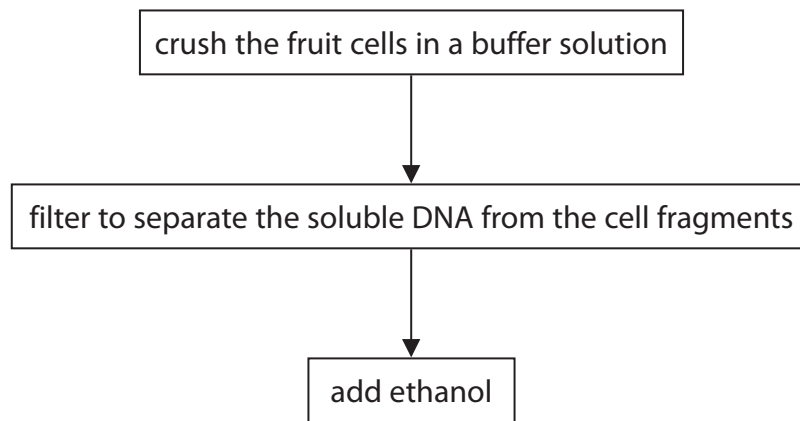 crush the fruit cells in a buffer solution
filter to separate the soluble DNA from the cell fragments
add ethanol